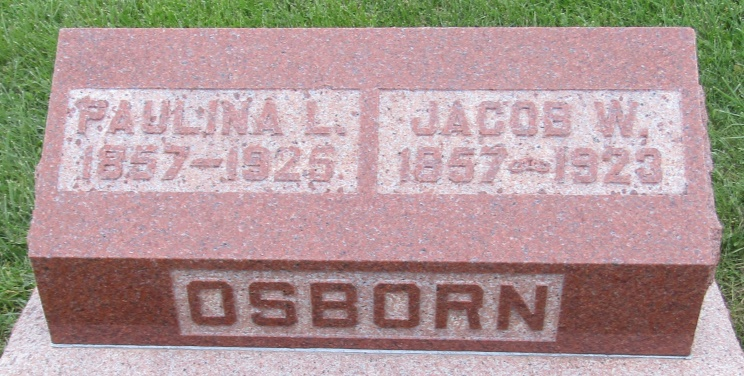 PAULINA L.
1857–1925
JACOB W.
1857–1923
OSBORN